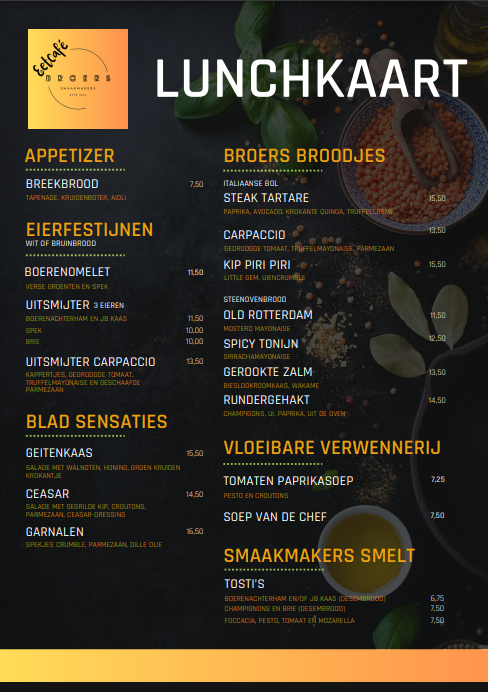 Eetcafé
BROERS
SMAAKMAKERS
LUNCHKAART
APPETIZER
BREEKBROOD 7,50
TAPENADE, KRUIDENBOTER, AIOLI
EIERFESTIJNEN
WIT OF BRUINBROOD
BOERENOMELET 11,50
VERSE GROENTEN EN SPEK
UITSMIJTER 3 EIEREN
BOERENACHTERHAM EN JB KAAS 11,50
SPEK 10,00
BRIE 10,00
UITSMIJTER CARPACCIO 13,50
KAPPERTJES, GEDROOGDE TOMAAT,
TRUFFELMAYONAISE EN GESCHAAFDE
PARMEZAAN
BLAD SENSATIES
GEITENKAAS 15,50
SALADE MET WALNOTEN, HONING, GROEN KRUIDEN
KROKANTJE
CEASAR 14,50
SALADE MET GEGRILDE KIP, CROUTONS,
PARMEZAAN, CEASAR-DRESSING
GARNALEN 16,50
SPEKJES CRUMBLE, PARMEZAAN, DILLE OLIE
BROERS BROODJES
ITALIAANSE BOL
STEAK TARTARE 15,50
PAPRIKA, AVOCADO, KROKANTE QUINOA, TRUFFELCRÈME
CARPACCIO 13,50
GEDROOGDE TOMAAT, TRUFFELMAYONAISE, PARMEZAAN
KIP PIRI PIRI 15,50
LITTLE GEM, UIENCRUMBLE
STEENOVENBROOD
OLD ROTTERDAM 11,50
MOSTERD MAYONAISE
SPICY TONIJN 12,50
SRIRACHAMAYONAISE
GEROOKTE ZALM 13,50
BIESLOOKROOMKAAS, WAKAME
RUNDERGEHAKT 14,50
CHAMPIGNONS, UI, PAPRIKA, UIT DE OVEN
VLOEIBARE VERWENNERIJ
TOMATEN PAPRIKASOEP 7,25
PESTO EN CROUTONS
SOEP VAN DE CHEF 7,50
SMAAKMAKERS SMELT
TOSTI'S
BOERENACHTERHAM EN/OF JB KAAS (DESEMBROOD) 6,75
CHAMPIGNONS EN BRIE (DESEMBROOD) 7,50
FOCCACIA, PESTO, TOMAAT EN MOZARELLA 7,50